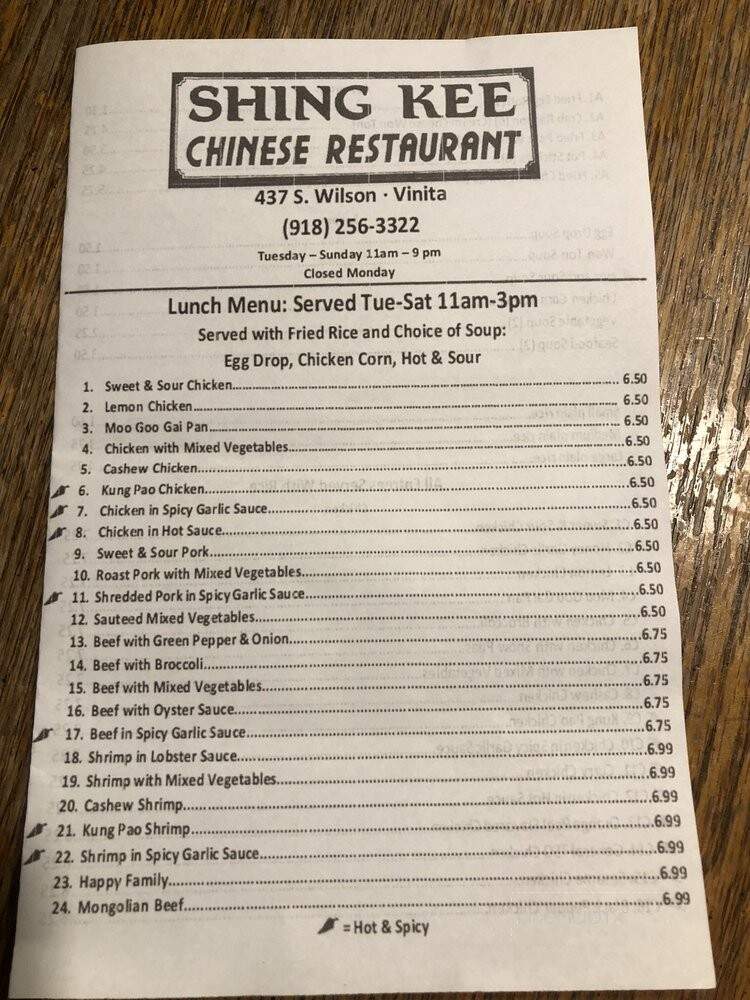 SHING KEE
CHINESE RESTAURANT
437 S. Wilson · Vinita
(918) 256-3322
Tuesday – Sunday 11am – 9 pm
Closed Monday
Lunch Menu: Served Tue-Sat 11am-3pm
Served with Fried Rice and Choice of Soup:
Egg Drop, Chicken Corn, Hot & Sour
1. Sweet & Sour Chicken 6.50
2. Lemon Chicken 6.50
3. Moo Goo Gai Pan 6.50
4. Chicken with Mixed Vegetables 6.50
5. Cashew Chicken 6.50
6. Kung Pao Chicken 6.50
7. Chicken in Spicy Garlic Sauce 6.50
8. Chicken in Hot Sauce 6.50
9. Sweet & Sour Pork 6.50
10. Roast Pork with Mixed Vegetables 6.50
11. Shredded Pork in Spicy Garlic Sauce 6.50
12. Sauteed Mixed Vegetables 6.50
13. Beef with Green Pepper & Onion 6.75
14. Beef with Broccoli 6.75
15. Beef with Mixed Vegetables 6.75
16. Beef with Oyster Sauce 6.75
17. Beef in Spicy Garlic Sauce 6.75
18. Shrimp in Lobster Sauce 6.99
19. Shrimp with Mixed Vegetables 6.99
20. Cashew Shrimp 6.99
21. Kung Pao Shrimp 6.99
22. Shrimp in Spicy Garlic Sauce 6.99
23. Happy Family 6.99
24. Mongolian Beef 6.99
= Hot & Spicy